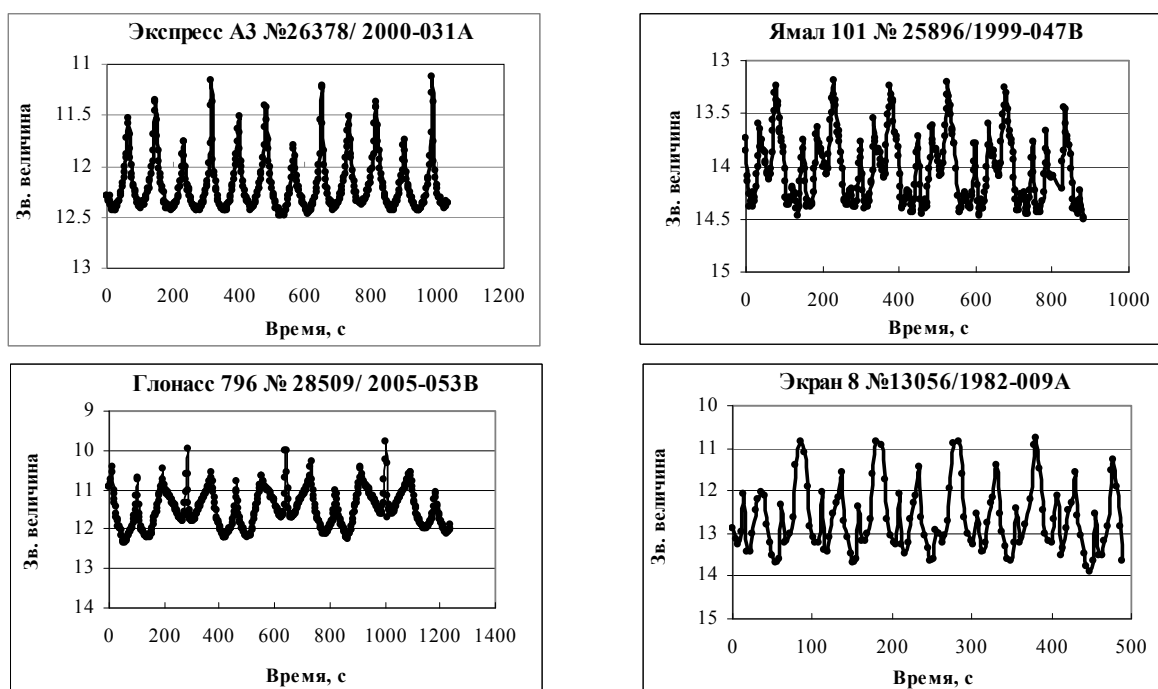 Экспресс А3 №26378/ 2000-031А
Зв. величина
11
11.5
12
12.5
13
0 200 400 600 800 1000 1200
Время, с
Ямал 101 № 25896/1999-047В
Зв. величина
13
13.5
14
14.5
15
0 200 400 600 800 1000
Время, с
Глонасс 796 № 28509/ 2005-053В
Зв. величина
9
10
11
12
13
14
0 200 400 600 800 1000 1200 1400
Время, с
Экран 8 №13056/1982-009А
Зв. величина
10
11
12
13
14
15
0 100 200 300 400 500
Время, с